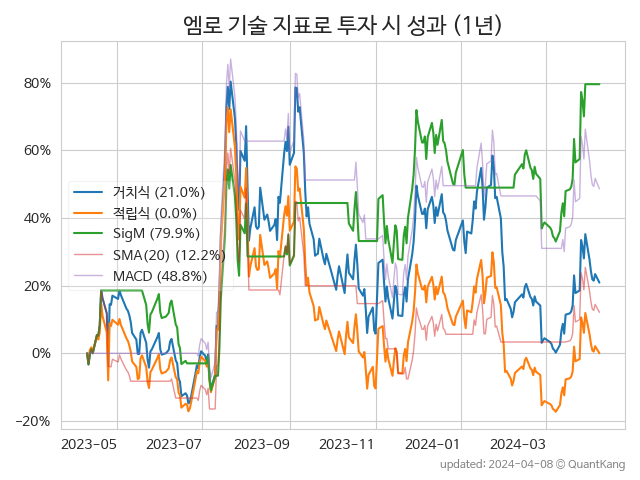 엠로 기술 지표로 투자 시 성과 (1년)
80%
60%
40%
20%
0%
−20%
거치식 (21.0%)
적립식 (0.0%)
SigM (79.9%)
SMA(20) (12.2%)
MACD (48.8%)
2023-05 2023-07 2023-09 2023-11 2024-01 2024-03
updated: 2024-04-08 © QuantKang